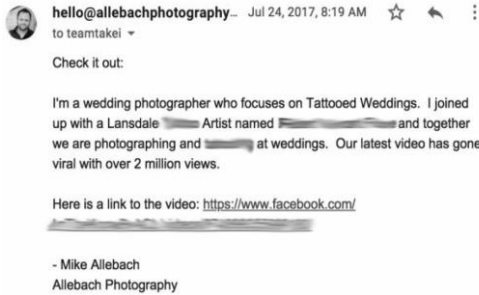 hello@allebachphotography... Jul 24, 2017, 8:19 AM
to teamtakei
Check it out:
I'm a wedding photographer who focuses on Tattooed Weddings. I joined
up with a Lansdale Artist named and together
we are photographing and at weddings. Our latest video has gone
viral with over 2 million views.
Here is a link to the video: https://www.facebook.com/
- Mike Allebach
Allebach Photography